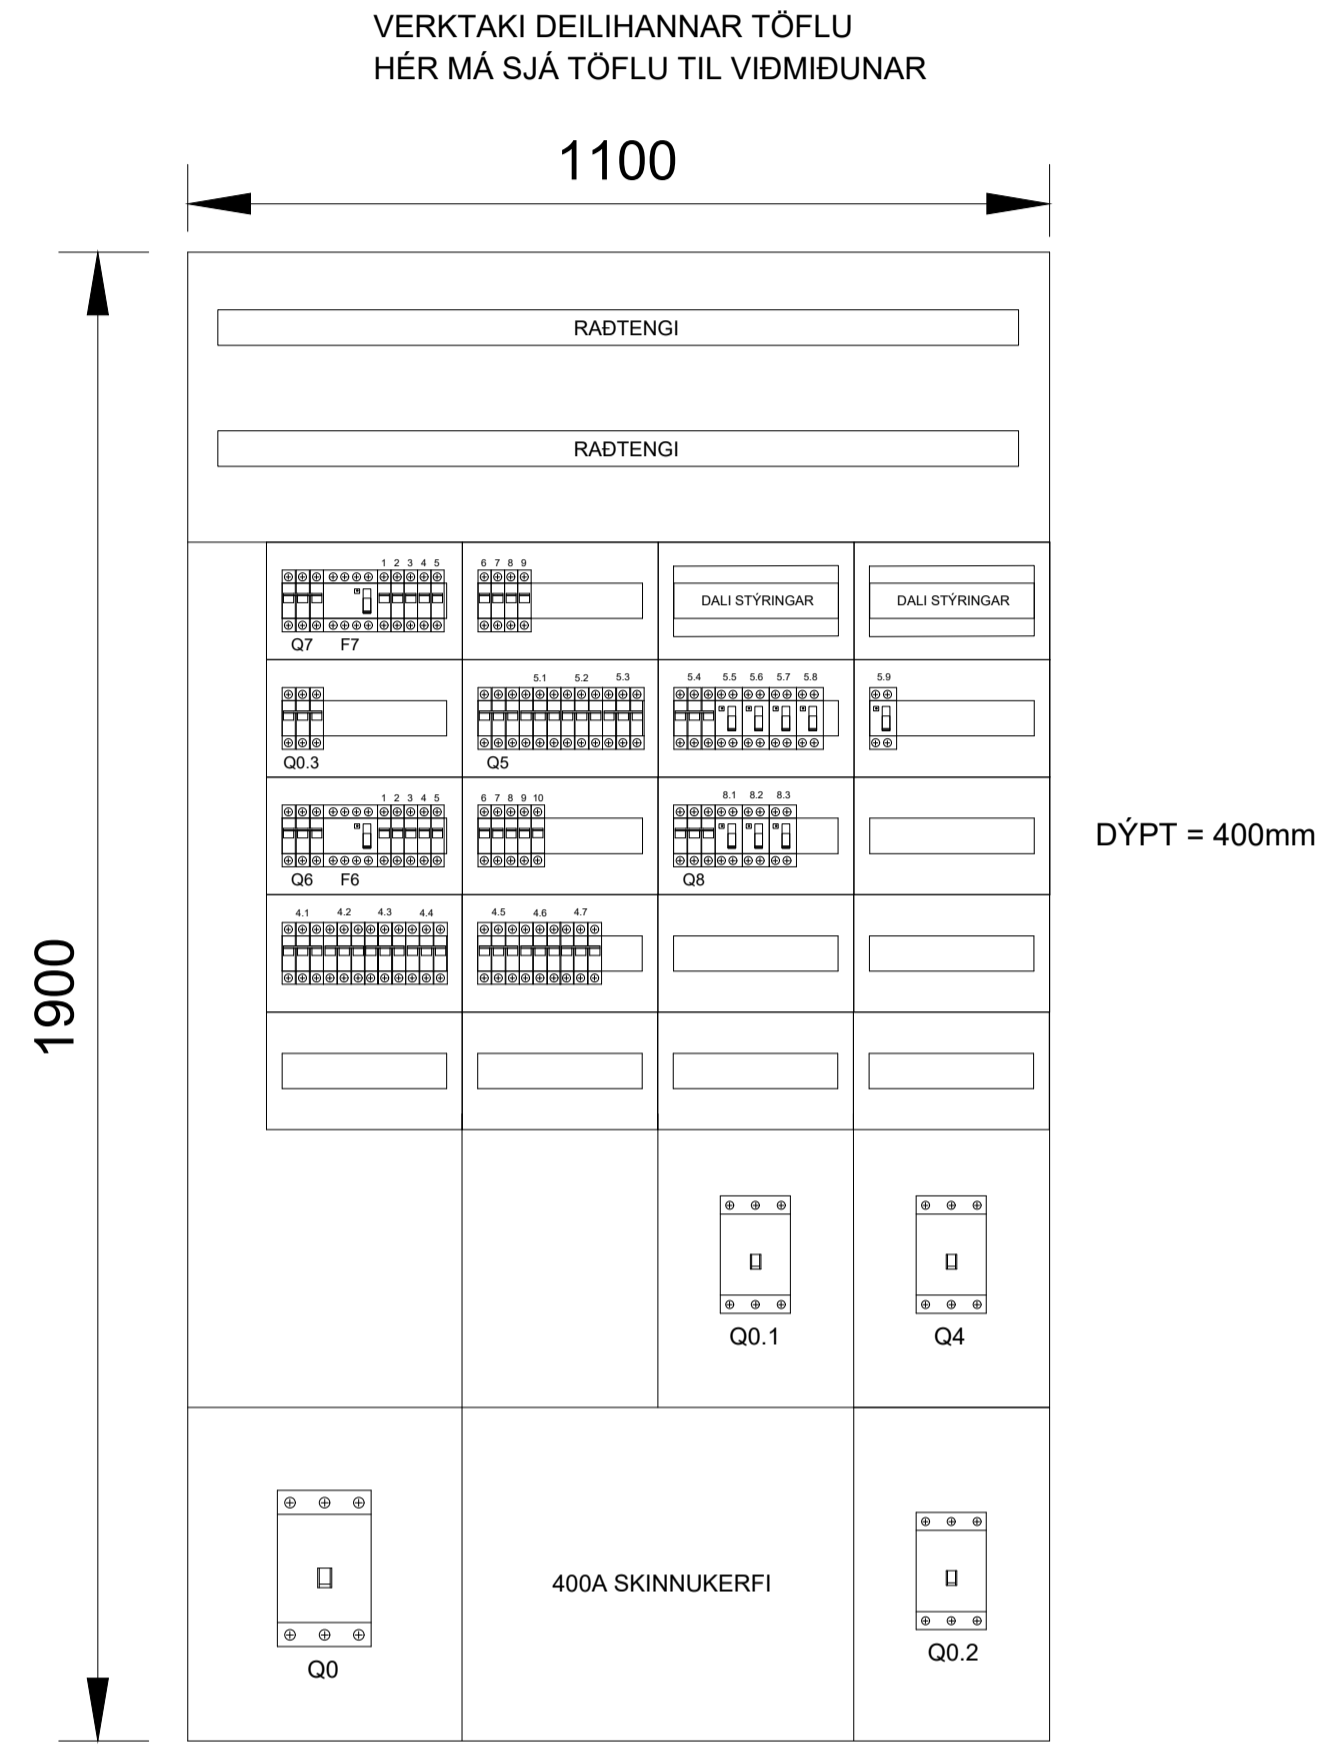 VERKTAKI DEILIHANNAR TÖFLU
HÉR MÁ SJÁ TÖFLU TIL VIÐMIÐUNAR
1100
RAÐTENGI
RAÐTENGI
1 2 3 4 5
6 7 8 9
DALI STÝRINGAR
DALI STÝRINGAR
Q7 F7
5.1 5.2 5.3
5.4 5.5 5.6 5.7 5.8
5.9
Q0.3
Q5
1 2 3 4 5
6 7 8 9 10
8.1 8.2 8.3
Q6 F6
Q8
DÝPT = 400mm
4.1 4.2 4.3 4.4
4.5 4.6 4.7
1900
Q0.1
Q4
400A SKINNUKERFI
Q0
Q0.2